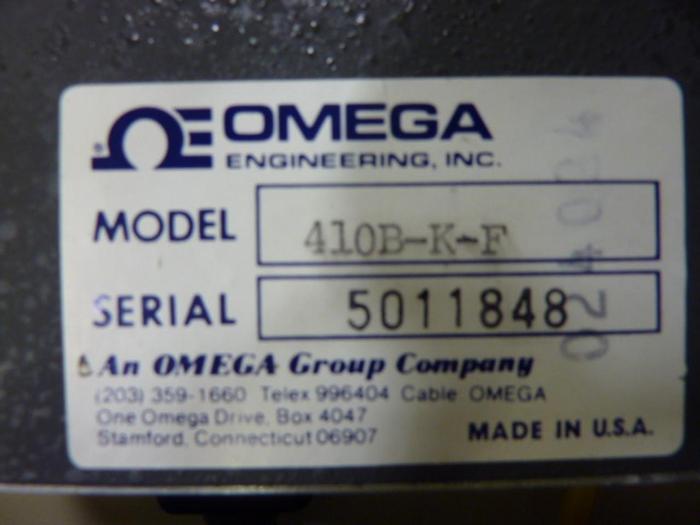 OMEGA
ENGINEERING, INC.
MODEL 410B-K-F
SERIAL 5011848
An OMEGA Group Company
(203) 359-1660 Telex 996404 Cable OMEGA
One Omega Drive, Box 4047
Stamford, Connecticut 06907
MADE IN U.S.A.